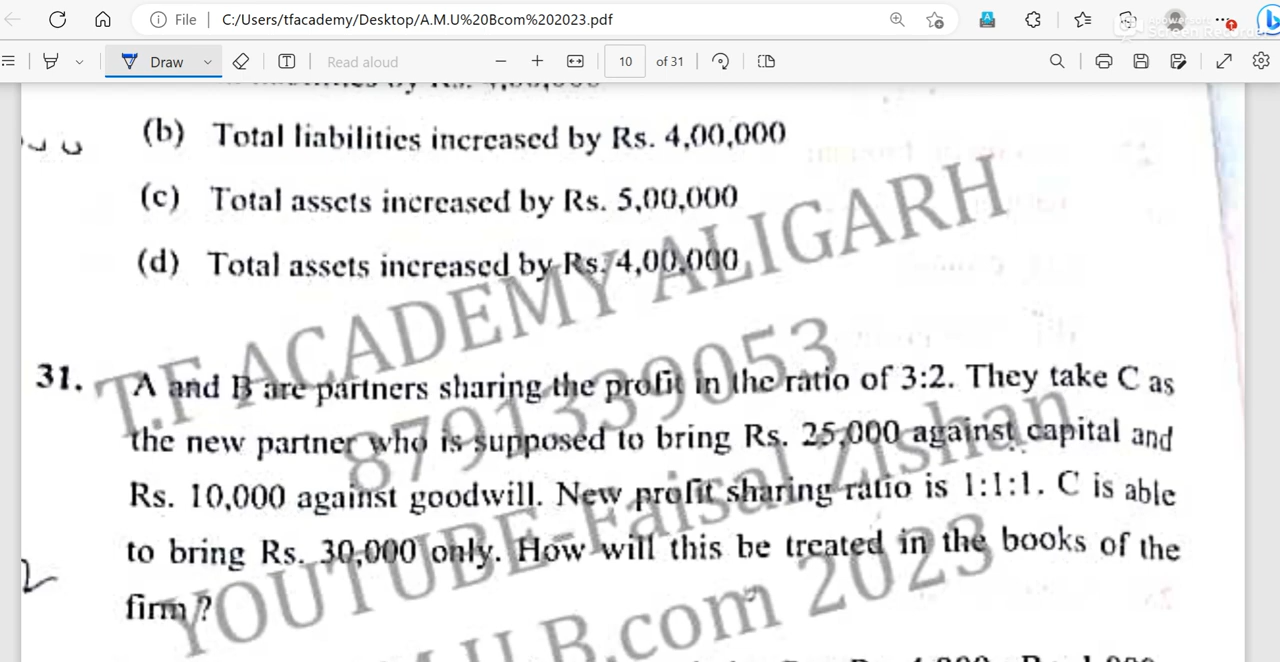 File C:/Users/tfacademy/Desktop/A.M.U%20Bcom%202023.pdf
Draw Read aloud 10 of 31
(b) Total liabilities increased by Rs. 4,00,000
(c) Total assets increased by Rs. 5,00,000
(d) Total assets increased by Rs. 4,00,000
T.F ACADEMY ALIGARH
8791339053
YOUTUBE-Faisal Zishan
31. A and B are partners sharing the profit in the ratio of 3:2. They take C as
the new partner who is supposed to bring Rs. 25,000 against capital and
Rs. 10,000 against goodwill. New profit sharing ratio is 1:1:1. C is able
to bring Rs. 30,000 only. How will this be treated in the books of the
firm ?
B.com 2023